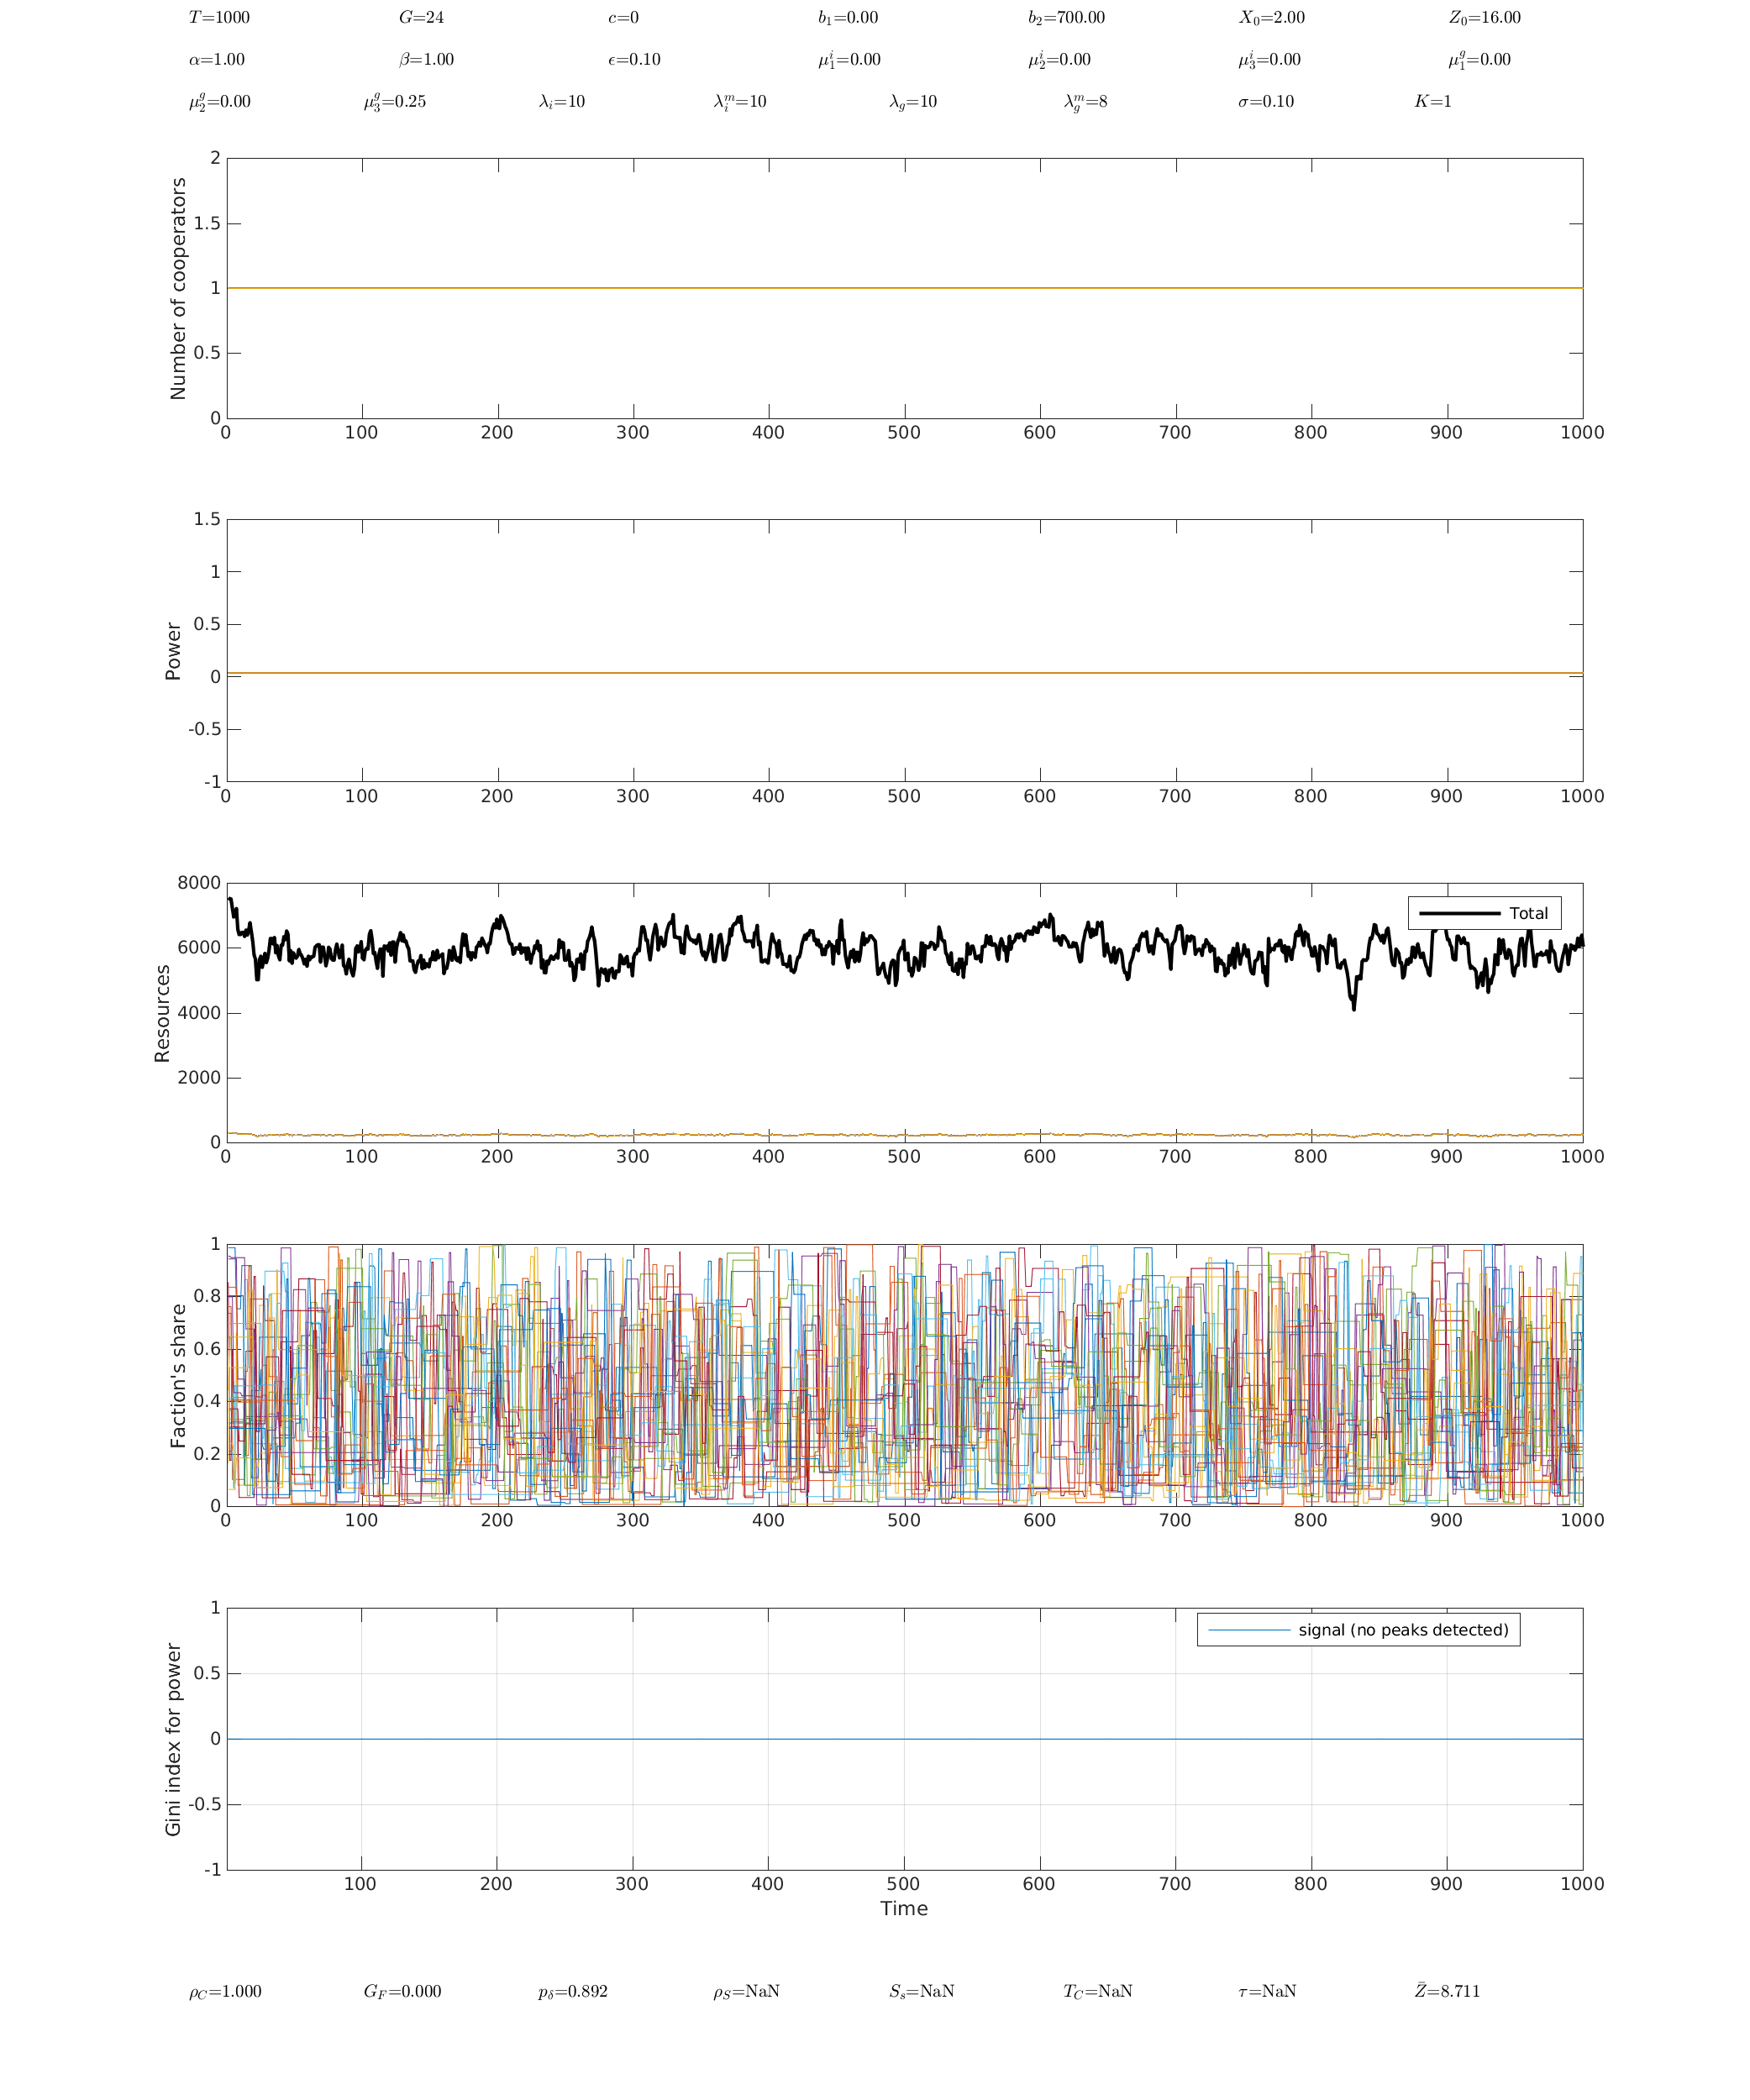 T=1000 G=24 c=0 b₁=0.00 b₂=700.00 X₀=2.00 Z₀=16.00
α=1.00 β=1.00 ϵ=0.10 μ₁ⁱ=0.00 μ₂ⁱ=0.00 μ₃ⁱ=0.00 μ₁ᵍ=0.00
μ₂ᵍ=0.00 μ₃ᵍ=0.25 λᵢ=10 λᵢᵐ=10 λ_g=10 λ_gᵐ=8 σ=0.10 K=1
Number of cooperators
2
1.5
1
0.5
0
0 100 200 300 400 500 600 700 800 900 1000
Power
1.5
1
0.5
0
-0.5
-1
0 100 200 300 400 500 600 700 800 900 1000
Resources
8000
6000
4000
2000
0
Total
0 100 200 300 400 500 600 700 800 900 1000
Faction's share
1
0.8
0.6
0.4
0.2
0
0 100 200 300 400 500 600 700 800 900 1000
Gini index for power
1
0.5
0
-0.5
-1
signal (no peaks detected)
100 200 300 400 500 600 700 800 900 1000
Time
ρ_C=1.000 G_F=0.000 p_δ=0.892 ρ_S=NaN S_s=NaN T_C=NaN τ=NaN Z̄=8.711